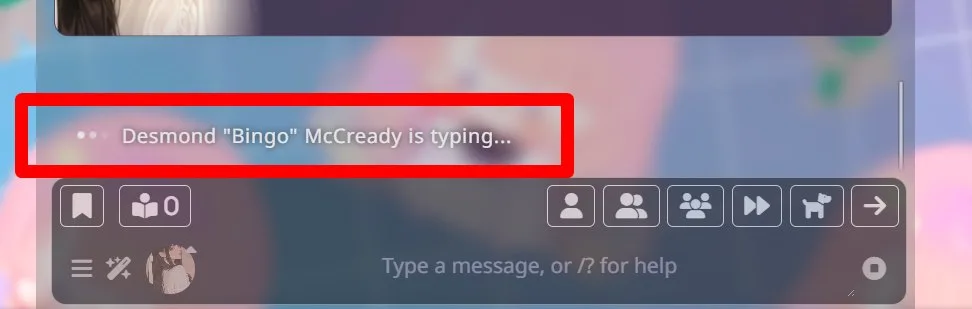 Desmond "Bingo" McCready is typing...
0
Type a message, or /? for help